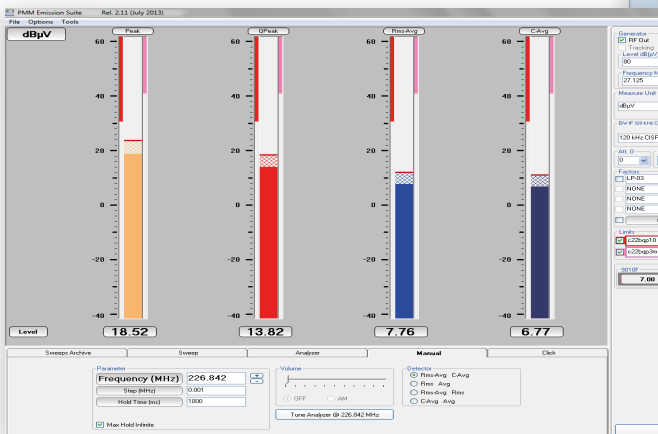 PMM Emission Suite Rel. 2.11 (July 2013)
File Options Tools
dBµV
Peak QPeak Rms-Avg C-Avg
60 60 60 60
40 40 40 40
20 20 20 20
0 0 0 0
-20 -20 -20 -20
-40 -40 -40 -40
Level 18.52 13.82 7.76 6.77
Generator
RF Out
Tracking
Level dB(µV
80
Frequency M
27.125
Measure Unit
dBµV
120 kHz CISF
Att. 0
0
Factors
LP-03
NONE
NONE
NONE
Limits
c22bqp10
c22bqp3m
9010F
7.00
Sweeps Archive Sweep Analyzer Manual Click
Parameter
Frequency (MHz) 226.842
Step (MHz) 0.001
Hold Time (ms) 1000
Max Hold Infinite
Volume
OFF AM
Tune Analyzer @ 226.842 MHz
Detector
Rms-Avg C-Avg
Rms Avg
Rms-Avg Rms
C-Avg Avg